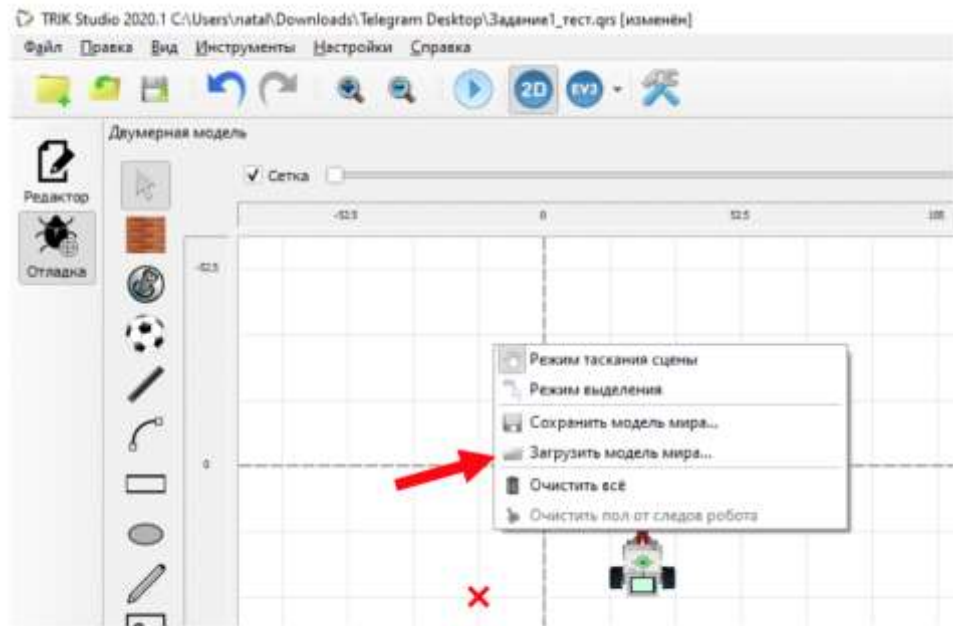 TRIK Studio 2020.1 C:\Users\natal\Downloads\Telegram Desktop\Задание1_тест.qrs [изменён]
Файл Правка Вид Инструменты Настройки Справка
2D EV3
Двумерная модель
Редактор
Сетка
-52.5 0 52.5 105
Отладка
-52.5
Режим таскания сцены
Режим выделения
Сохранить модель мира...
Загрузить модель мира...
0
Очистить всё
Очистить пол от следов робота